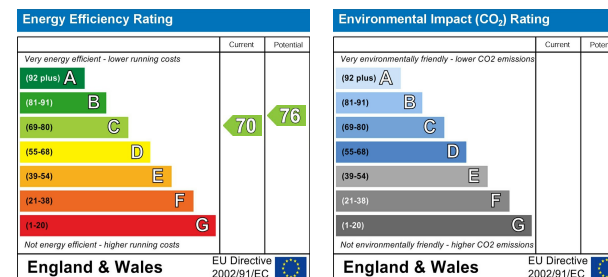 Energy Efficiency Rating
Current Potential
Very energy efficient - lower running costs
(92 plus) A
(81-91) B
(69-80) C 70 76
(55-68) D
(39-54) E
(21-38) F
(1-20) G
Not energy efficient - higher running costs
England & Wales
EU Directive
2002/91/EC
Environmental Impact (CO₂) Rating
Current Poten
Very environmentally friendly - lower CO2 emissions
(92 plus) A
(81-91) B
(69-80) C
(55-68) D
(39-54) E
(21-38) F
(1-20) G
Not environmentally friendly - higher CO2 emissions
England & Wales
EU Directive
2002/91/EC